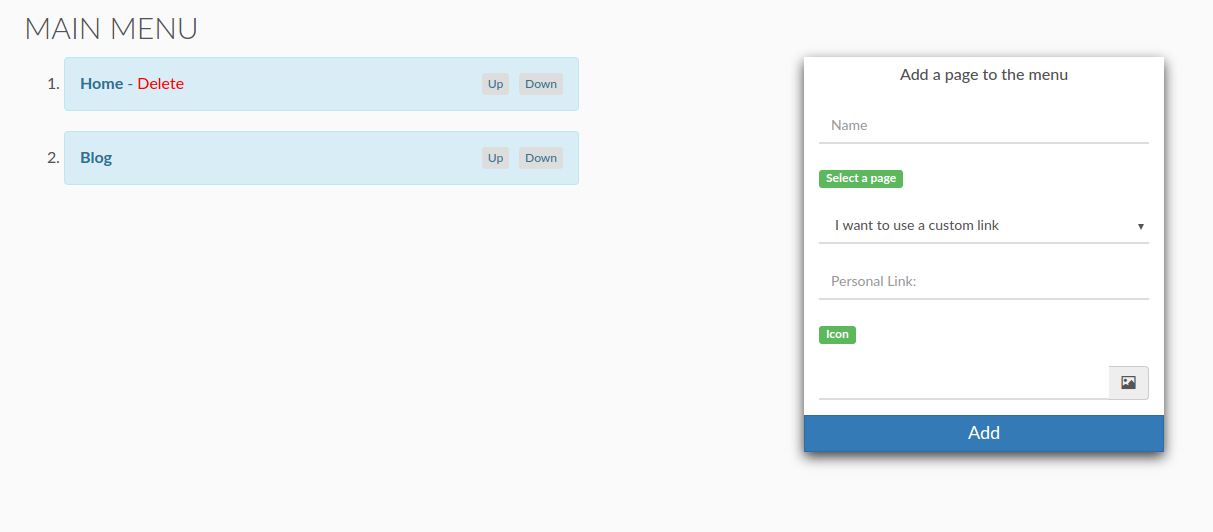 MAIN MENU
1. Home - Delete Up Down
2. Blog Up Down
Add a page to the menu
Name
Select a page
I want to use a custom link
Personal Link:
Icon
Add